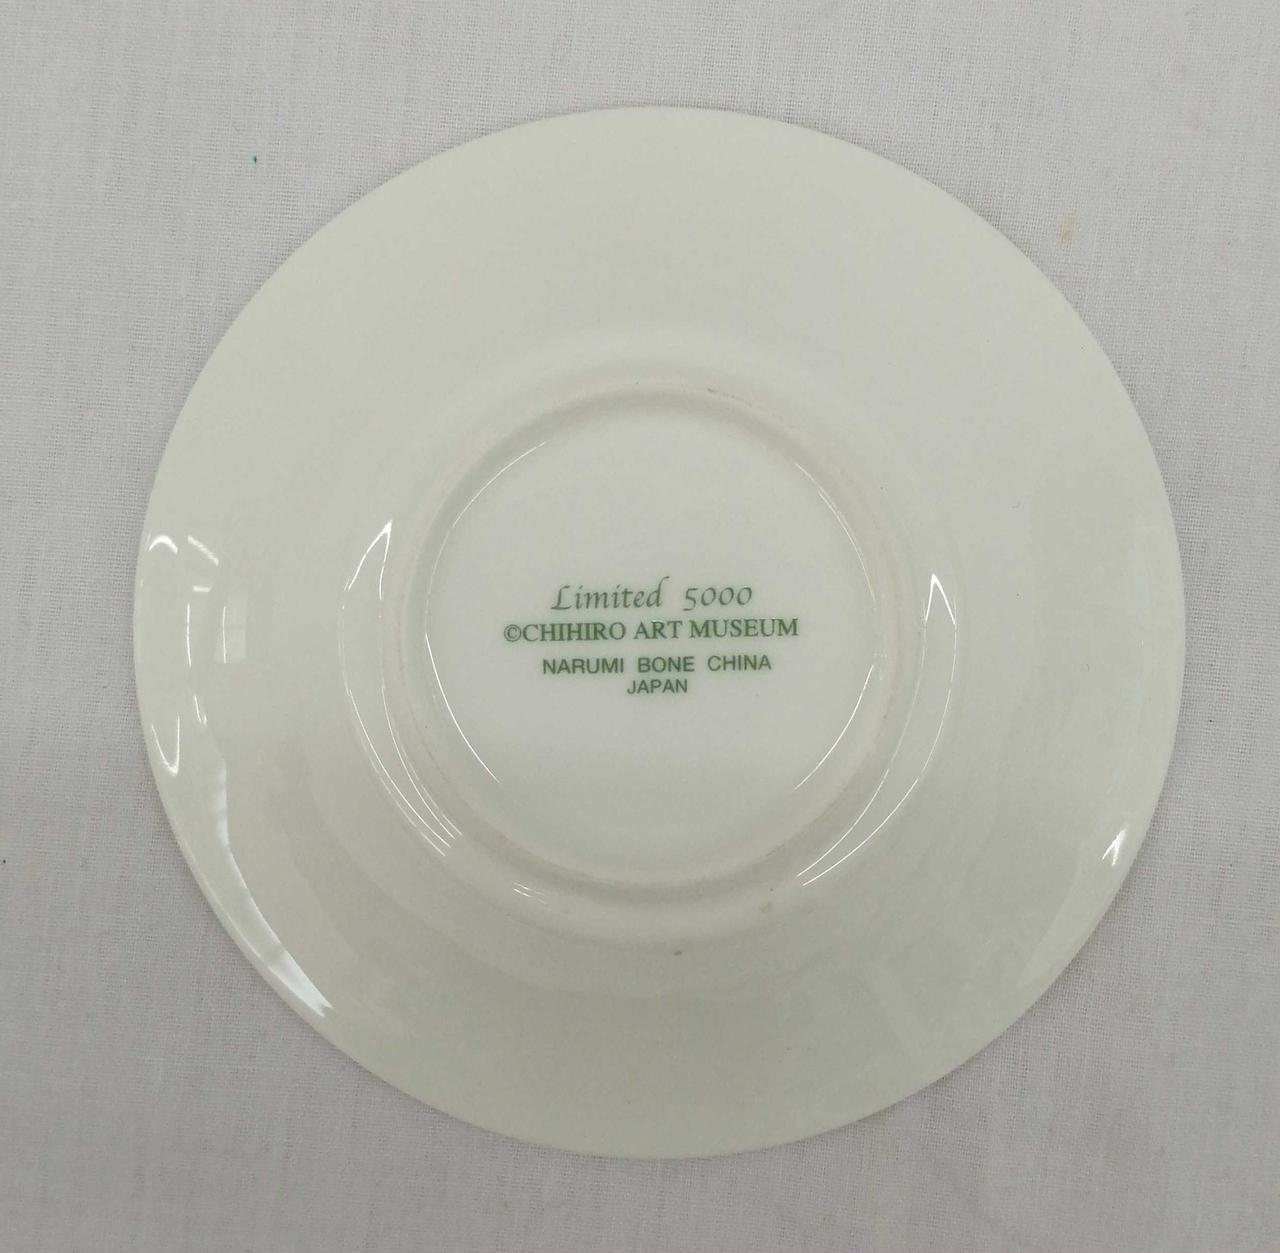 Limited 5000
©CHIHIRO ART MUSEUM
NARUMI BONE CHINA
JAPAN